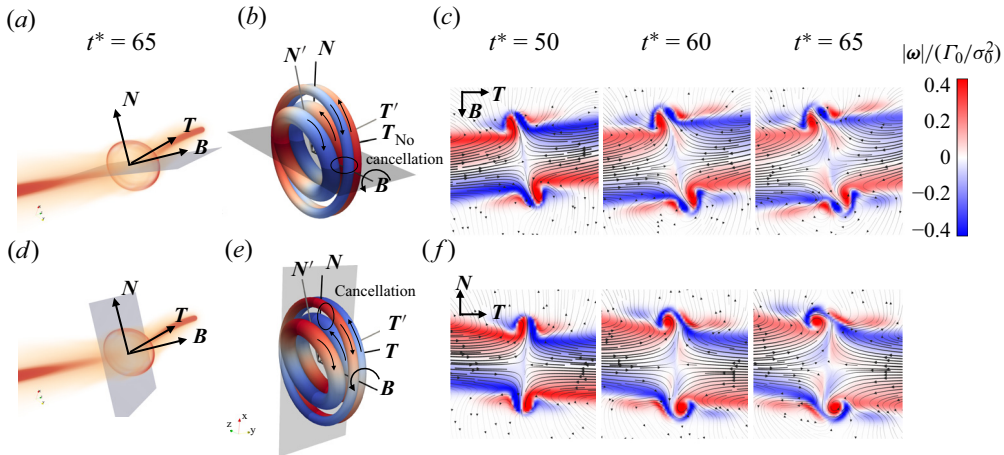 (a)
t* = 65
N
T
B
(b)
N′
N
T′
T
No
cancellation
B
(c)
t* = 50
t* = 60
t* = 65
T
B
|ω|/(Γ0/σ0²)
0.4
0.2
0
−0.2
−0.4
(d)
N
T
B
(e)
N′
N
Cancellation
T′
T
B
x
z
y
(f)
N
T